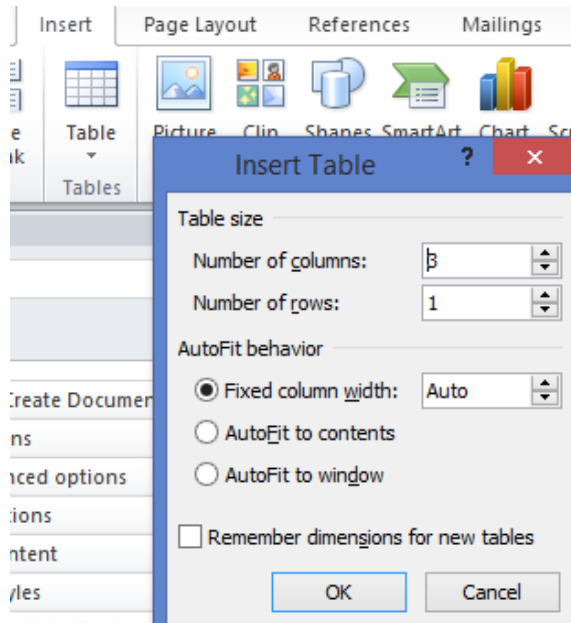 Insert Page Layout References Mailings
Table Picture Clip Shapes SmartArt Chart
Tables
Insert Table ? x
Table size
Number of columns: 3
Number of rows: 1
AutoFit behavior
Fixed column width: Auto
AutoFit to contents
AutoFit to window
Remember dimensions for new tables
OK Cancel
reate Documen
ns
nced options
tions
ntent
yles